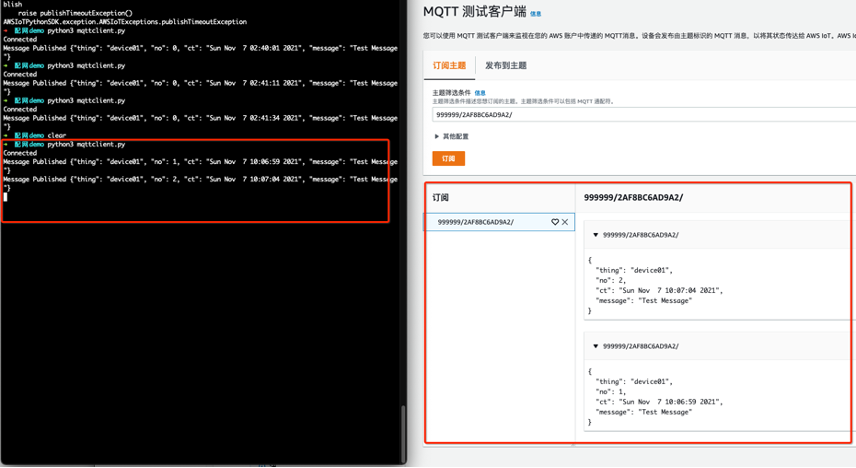 blish
raise publishTimeoutException()
AWSIoTPythonSDK.exception.AWSIoTExceptions.publishTimeoutException
➜ 配网demo python3 mqttclient.py
Connected
Message Published {"thing": "device01", "no": 0, "ct": "Sun Nov  7 02:40:01 2021", "message": "Test Message
"}
➜ 配网demo python3 mqttclient.py
Connected
Message Published {"thing": "device01", "no": 0, "ct": "Sun Nov  7 02:41:11 2021", "message": "Test Message
"}
➜ 配网demo python3 mqttclient.py
Connected
Message Published {"thing": "device01", "no": 0, "ct": "Sun Nov  7 02:41:34 2021", "message": "Test Message
"}
➜ 配网demo clear
➜ 配网demo python3 mqttclient.py
Connected
Message Published {"thing": "device01", "no": 1, "ct": "Sun Nov  7 10:06:59 2021", "message": "Test Message
"}
Message Published {"thing": "device01", "no": 2, "ct": "Sun Nov  7 10:07:04 2021", "message": "Test Message
"}
MQTT 测试客户端 信息
您可以使用 MQTT 测试客户端来监视在您的 AWS 账户中传递的 MQTT消息。设备会发布由主题标识的 MQTT 消息，以将其状态传达给 AWS IoT。AWS Io
订阅主题 发布到主题
主题筛选条件 信息
主题筛选条件描述您想订阅的主题。主题筛选条件可以包括 MQTT 通配符。
999999/2AF8BC6AD9A2/
▶ 其他配置
订阅
订阅
999999/2AF8BC6AD9A2/
999999/2AF8BC6AD9A2/
▼ 999999/2AF8BC6AD9A2/
{
"thing": "device01",
"no": 2,
"ct": "Sun Nov  7 10:07:04 2021",
"message": "Test Message"
}
▼ 999999/2AF8BC6AD9A2/
{
"thing": "device01",
"no": 1,
"ct": "Sun Nov  7 10:06:59 2021",
"message": "Test Message"
}